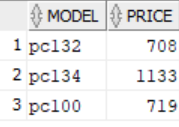 MODEL PRICE
1 pc132 708
2 pc134 1133
3 pc100 719